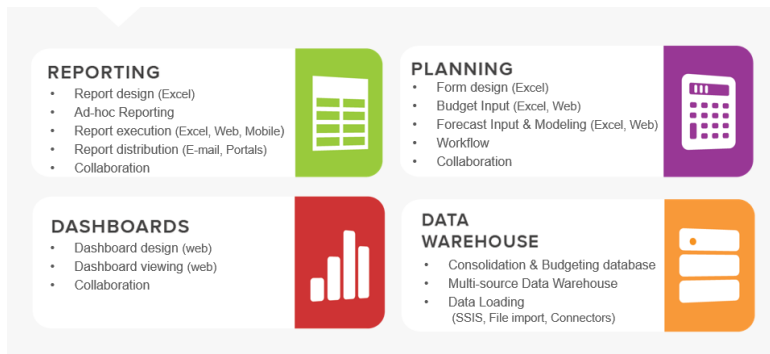 REPORTING
• Report design (Excel)
• Ad-hoc Reporting
• Report execution (Excel, Web, Mobile)
• Report distribution (E-mail, Portals)
• Collaboration
PLANNING
• Form design (Excel)
• Budget Input (Excel, Web)
• Forecast Input & Modeling (Excel, Web)
• Workflow
• Collaboration
DASHBOARDS
• Dashboard design (web)
• Dashboard viewing (web)
• Collaboration
DATA
WAREHOUSE
• Consolidation & Budgeting database
• Multi-source Data Warehouse
• Data Loading
(SSIS, File import, Connectors)